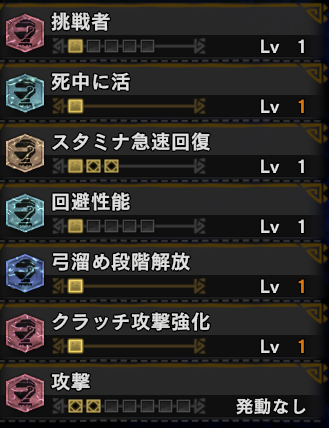 挑戦者
Lv 1
死中に活
Lv 1
スタミナ急速回復
Lv 1
回避性能
Lv 1
弓溜め段階解放
Lv 1
クラッチ攻撃強化
Lv 1
攻撃
発動なし